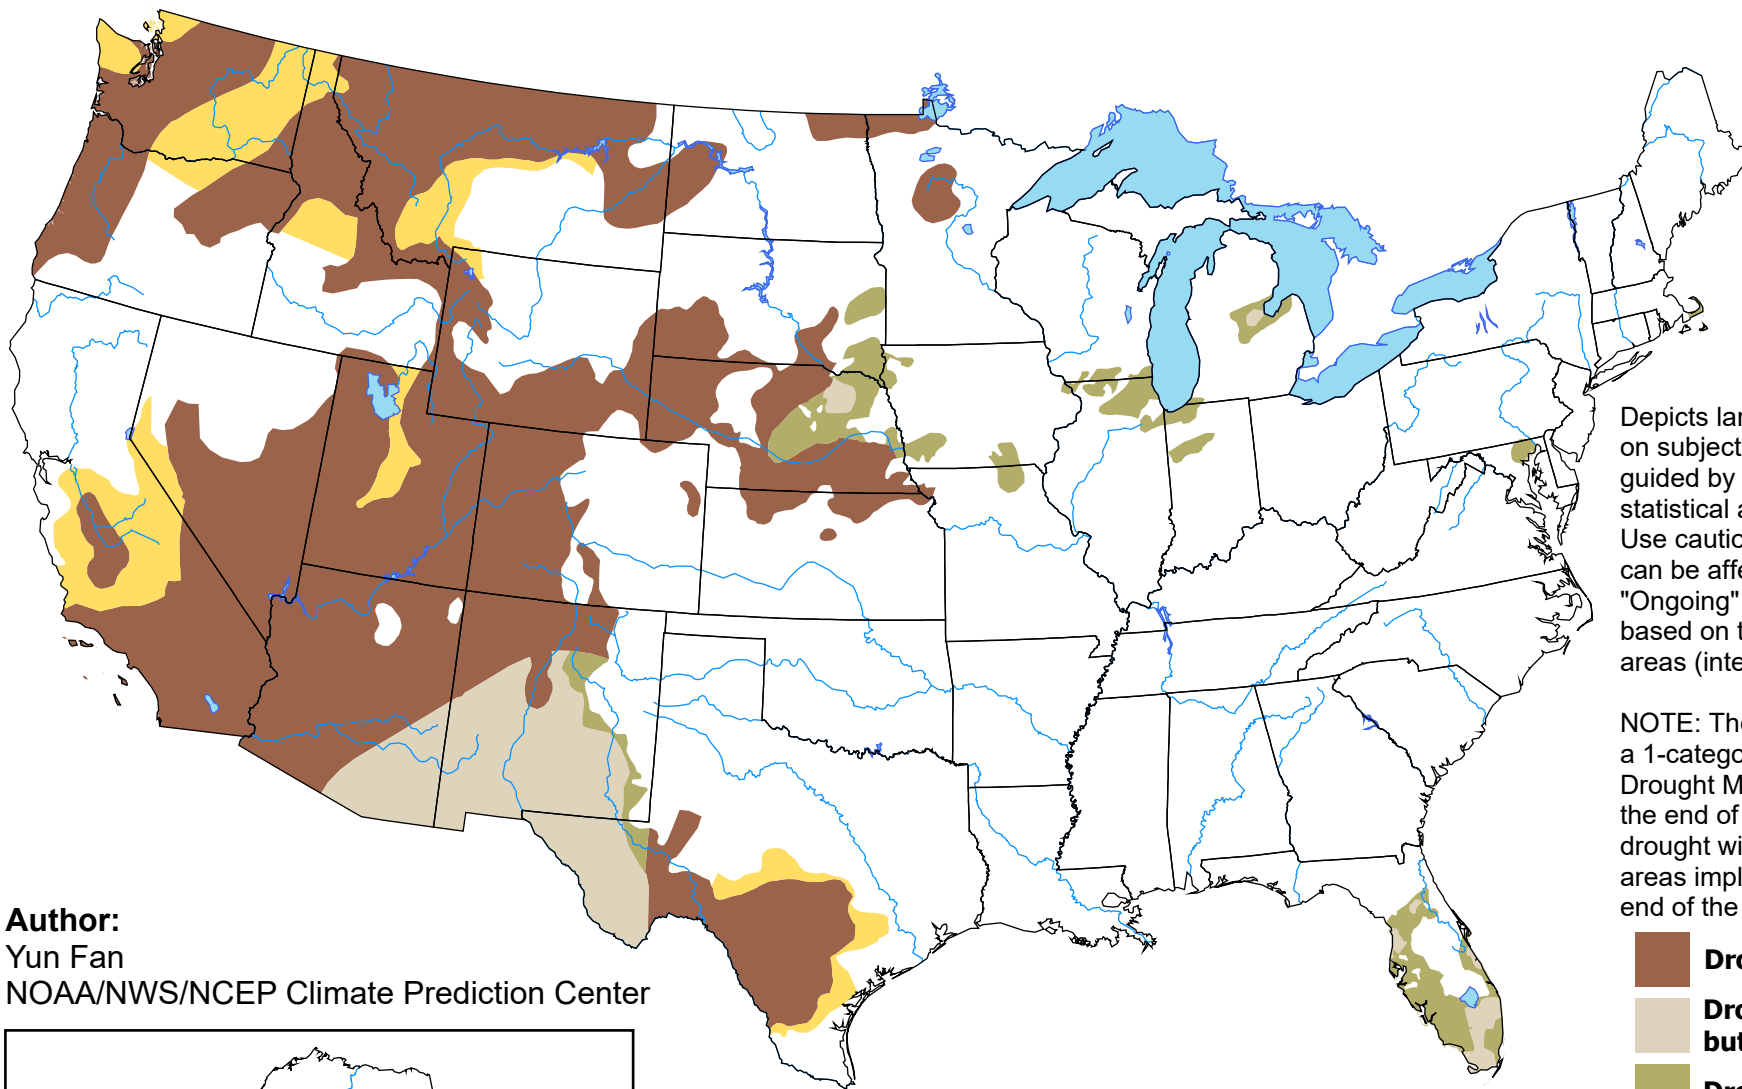 Depicts lar
on subject
guided by
statistical a
Use cautio
can be affe
"Ongoing"
based on t
areas (inte
NOTE: The
a 1-catego
Drought M
the end of
drought wi
areas impl
end of the
Author:
Yun Fan
NOAA/NWS/NCEP Climate Prediction Center
Dro
Dro
but